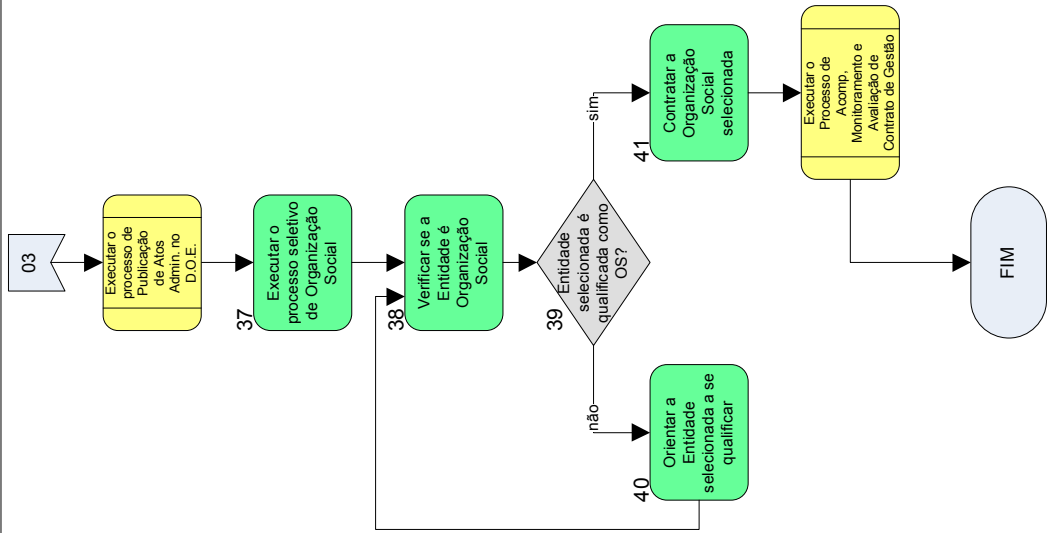 03
Executar o
processo de
Publicação
de Atos
Admin. no
D.O.E.
37
Executar o
processo seletivo
de Organização
Social
38
Verificar se a
Entidade é
Organização
Social
39
Entidade
selecionada é
qualificada como
OS?
não
sim
40
Orientar a
Entidade
selecionada a se
qualificar
41
Contratar a
Organização
Social
selecionada
Executar o
Processo de
Acomp,
Monitoramento e
Avaliação de
Contrato de Gestão
FIM